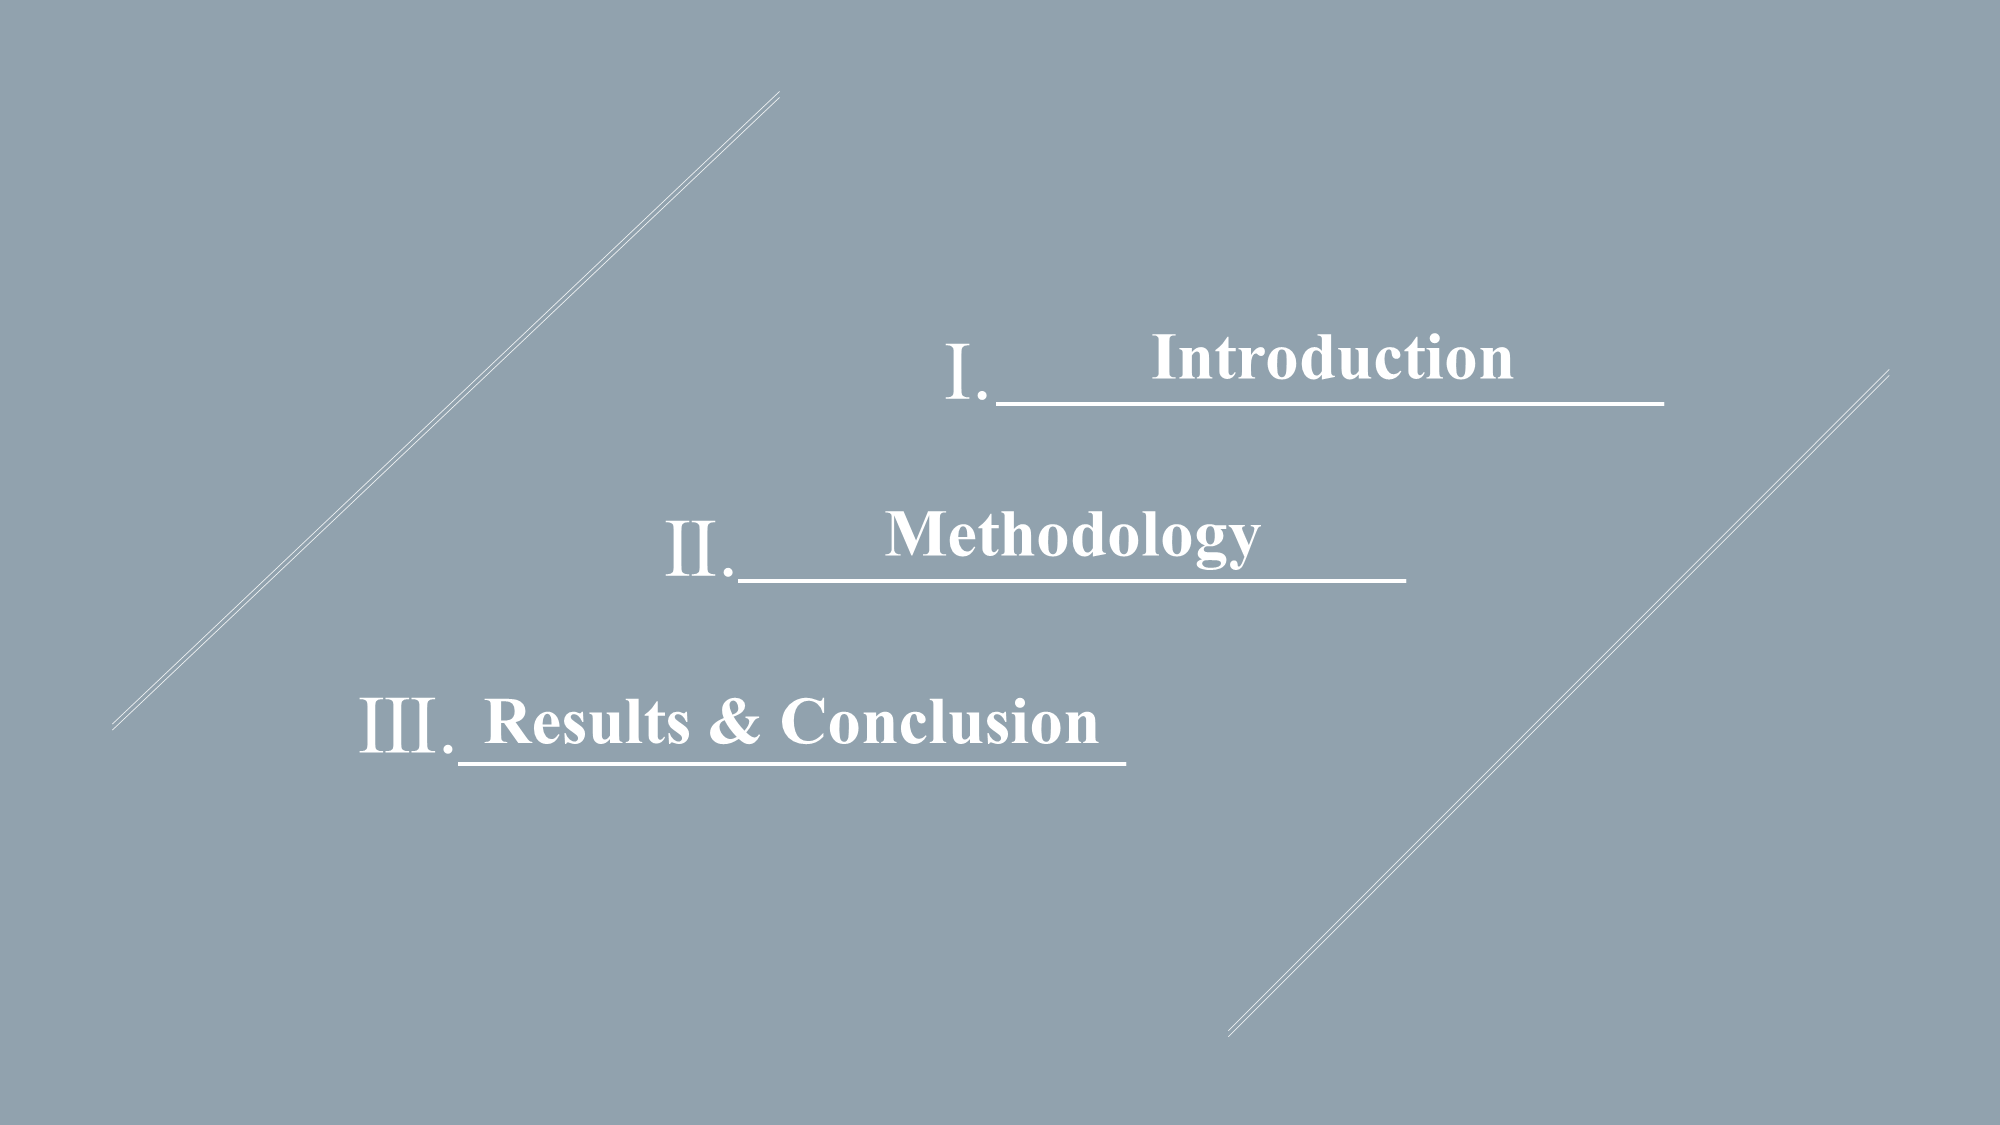 I. Introduction
II. Methodology
III. Results & Conclusion